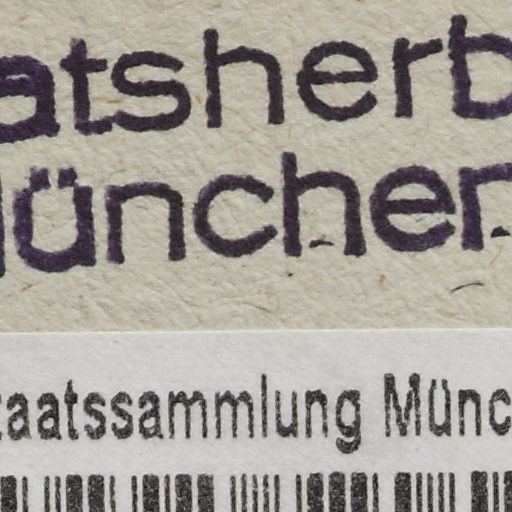 atsherb
ünchen
taatssammlung Münc